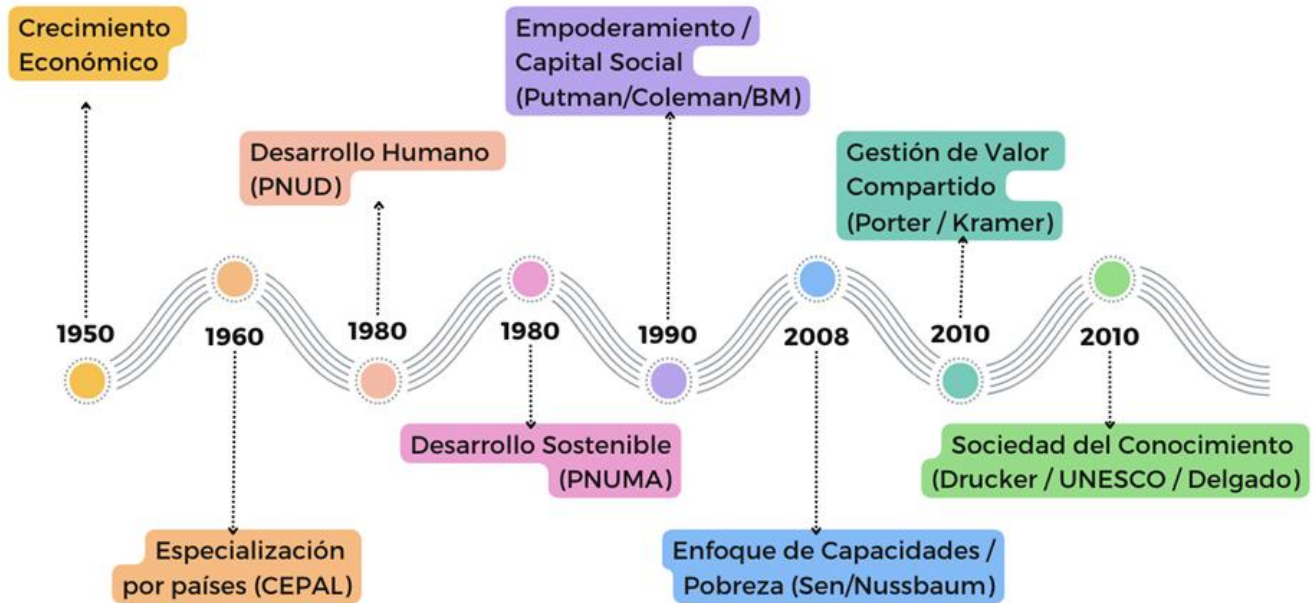 Crecimiento
Económico
Empoderamiento /
Capital Social
(Putman/Coleman/BM)
Desarrollo Humano
(PNUD)
Gestión de Valor
Compartido
(Porter / Kramer)
1950
1960
1980
1980
1990
2008
2010
2010
Desarrollo Sostenible
(PNUMA)
Sociedad del Conocimiento
(Drucker / UNESCO / Delgado)
Especialización
por países (CEPAL)
Enfoque de Capacidades /
Pobreza (Sen/Nussbaum)